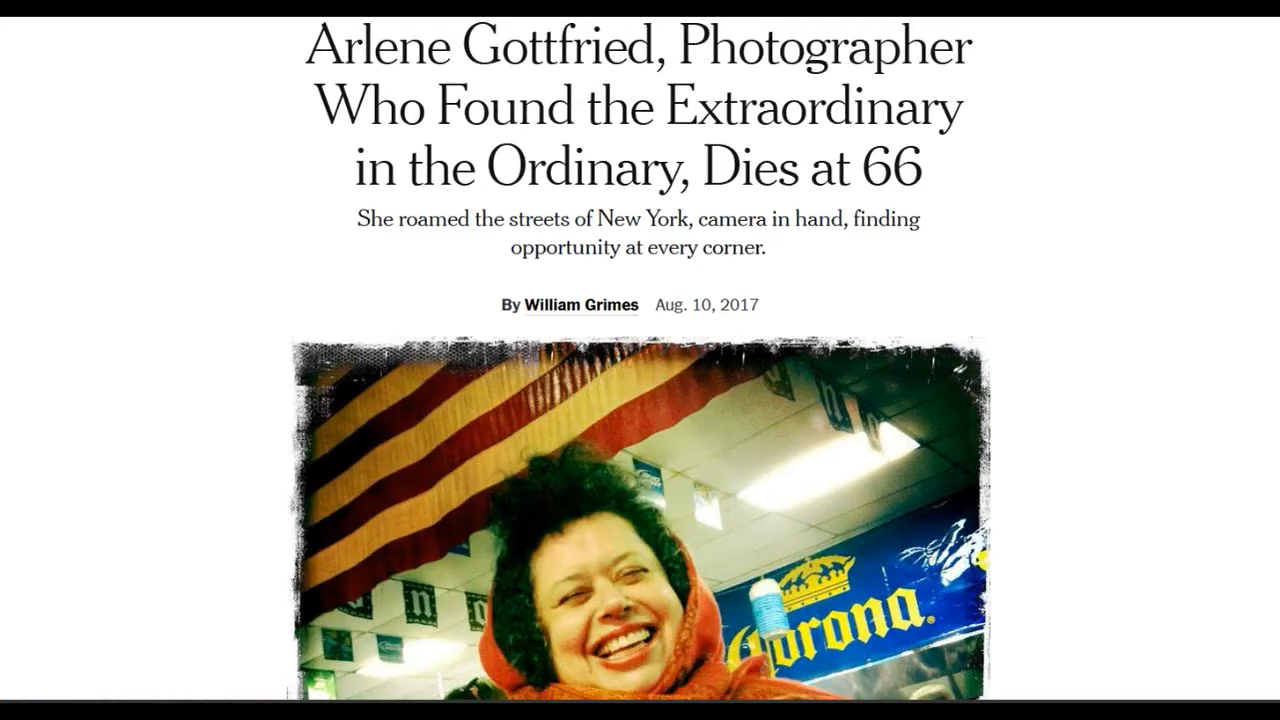 Arlene Gottfried, Photographer
Who Found the Extraordinary
in the Ordinary, Dies at 66
She roamed the streets of New York, camera in hand, finding
opportunity at every corner.
By William Grimes Aug. 10, 2017
Corona.